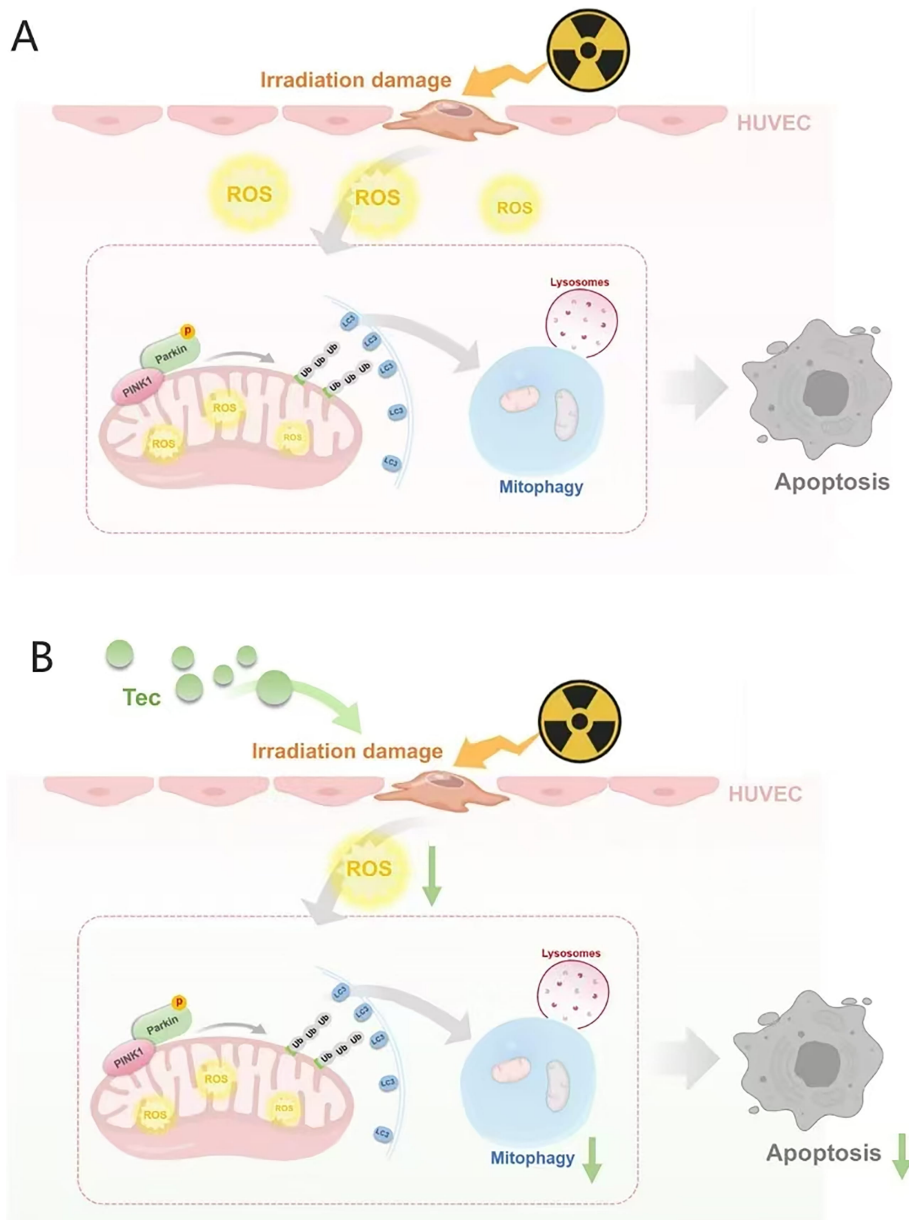 A
Irradiation damage
HUVEC
ROS
ROS
ROS
Lysosomes
P
Parkin
PINK1
Ub
Ub
Ub
Ub
Ub
Ub
LC3
LC3
LC3
LC3
LC3
ROS
ROS
ROS
Mitophagy
Apoptosis
B
Tec
Irradiation damage
HUVEC
ROS
Lysosomes
P
Parkin
PINK1
Ub
Ub
Ub
Ub
Ub
Ub
LC3
LC3
LC3
LC3
LC3
ROS
ROS
ROS
Mitophagy
Apoptosis